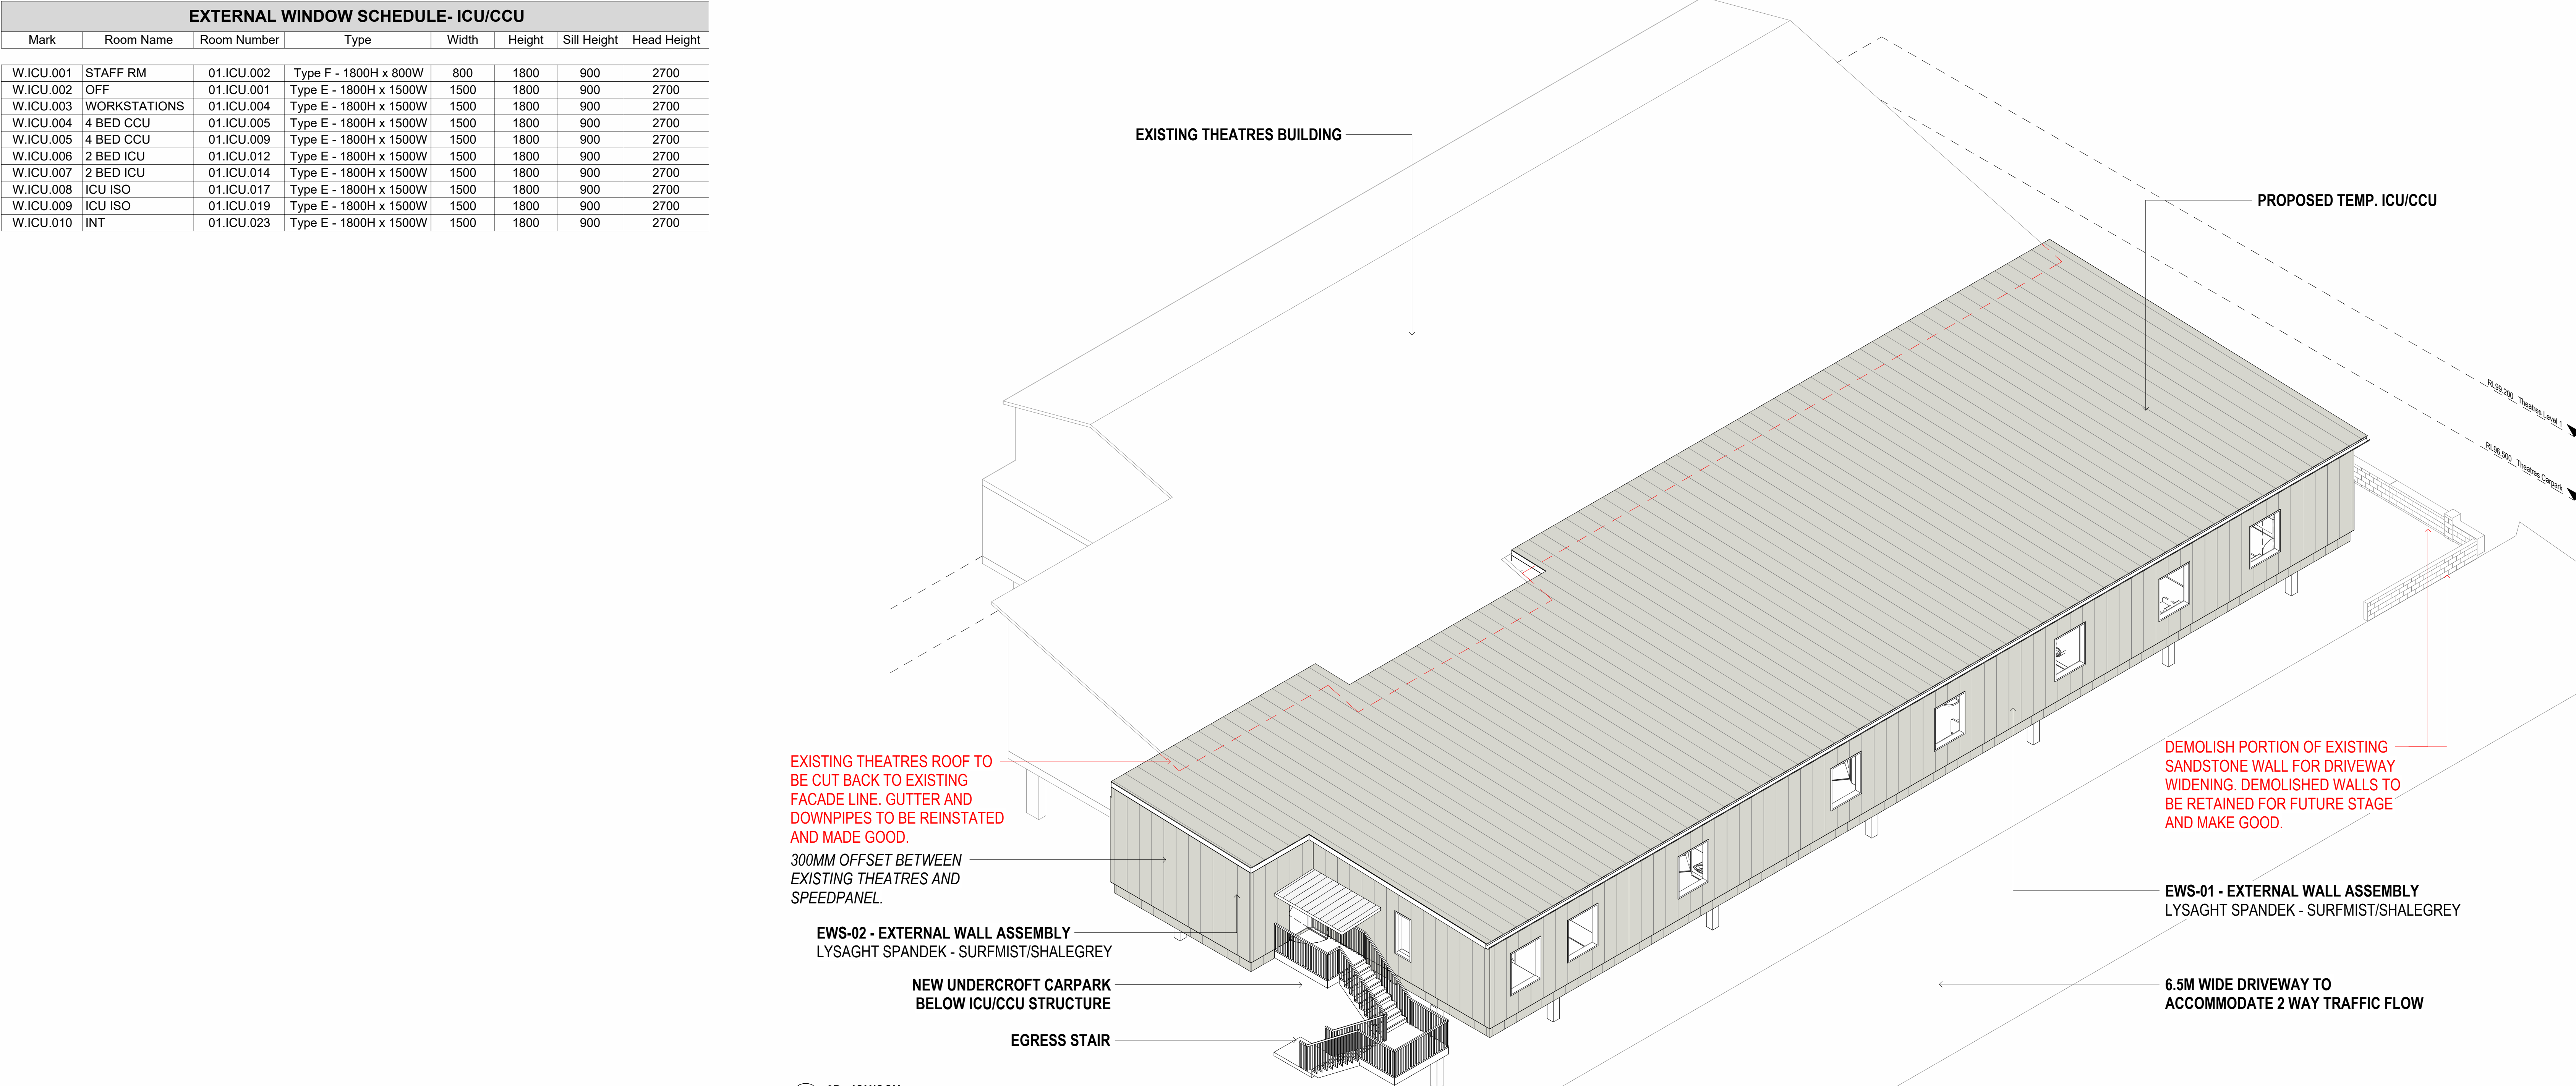 EXTERNAL WINDOW SCHEDULE- ICU/CCU
Mark Room Name Room Number Type Width Height Sill Height Head Height
W.ICU.001 STAFF RM 01.ICU.002 Type F - 1800H x 800W 800 1800 900 2700
W.ICU.002 OFF 01.ICU.001 Type E - 1800H x 1500W 1500 1800 900 2700
W.ICU.003 WORKSTATIONS 01.ICU.004 Type E - 1800H x 1500W 1500 1800 900 2700
W.ICU.004 4 BED CCU 01.ICU.005 Type E - 1800H x 1500W 1500 1800 900 2700
W.ICU.005 4 BED CCU 01.ICU.009 Type E - 1800H x 1500W 1500 1800 900 2700
W.ICU.006 2 BED ICU 01.ICU.012 Type E - 1800H x 1500W 1500 1800 900 2700
W.ICU.007 2 BED ICU 01.ICU.014 Type E - 1800H x 1500W 1500 1800 900 2700
W.ICU.008 ICU ISO 01.ICU.017 Type E - 1800H x 1500W 1500 1800 900 2700
W.ICU.009 ICU ISO 01.ICU.019 Type E - 1800H x 1500W 1500 1800 900 2700
W.ICU.010 INT 01.ICU.023 Type E - 1800H x 1500W 1500 1800 900 2700
EXISTING THEATRES BUILDING
PROPOSED TEMP. ICU/CCU
RL99.200 Theatres Level 1
RL96.500 Theatres Carpark
EXISTING THEATRES ROOF TO
BE CUT BACK TO EXISTING
FACADE LINE. GUTTER AND
DOWNPIPES TO BE REINSTATED
AND MADE GOOD.
300MM OFFSET BETWEEN
EXISTING THEATRES AND
SPEEDPANEL.
EWS-02 - EXTERNAL WALL ASSEMBLY
LYSAGHT SPANDEK - SURFMIST/SHALEGREY
NEW UNDERCROFT CARPARK
BELOW ICU/CCU STRUCTURE
EGRESS STAIR
DEMOLISH PORTION OF EXISTING
SANDSTONE WALL FOR DRIVEWAY
WIDENING. DEMOLISHED WALLS TO
BE RETAINED FOR FUTURE STAGE
AND MAKE GOOD.
EWS-01 - EXTERNAL WALL ASSEMBLY
LYSAGHT SPANDEK - SURFMIST/SHALEGREY
6.5M WIDE DRIVEWAY TO
ACCOMMODATE 2 WAY TRAFFIC FLOW